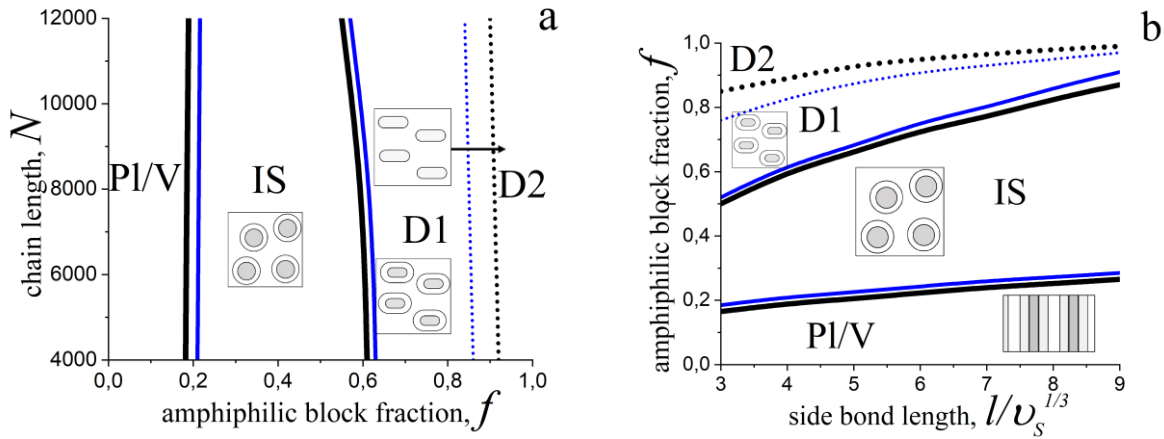 a
chain length, N
12000
10000
8000
6000
4000
Pl/V
IS
D1
D2
0,0 0,2 0,4 0,6 0,8 1,0
amphiphilic block fraction, f
b
amphiphilic block fraction, f
1,0
0,8
0,6
0,4
0,2
0,0
D2
D1
IS
Pl/V
3 4 5 6 7 8 9
side bond length, l/υ_S^{1/3}